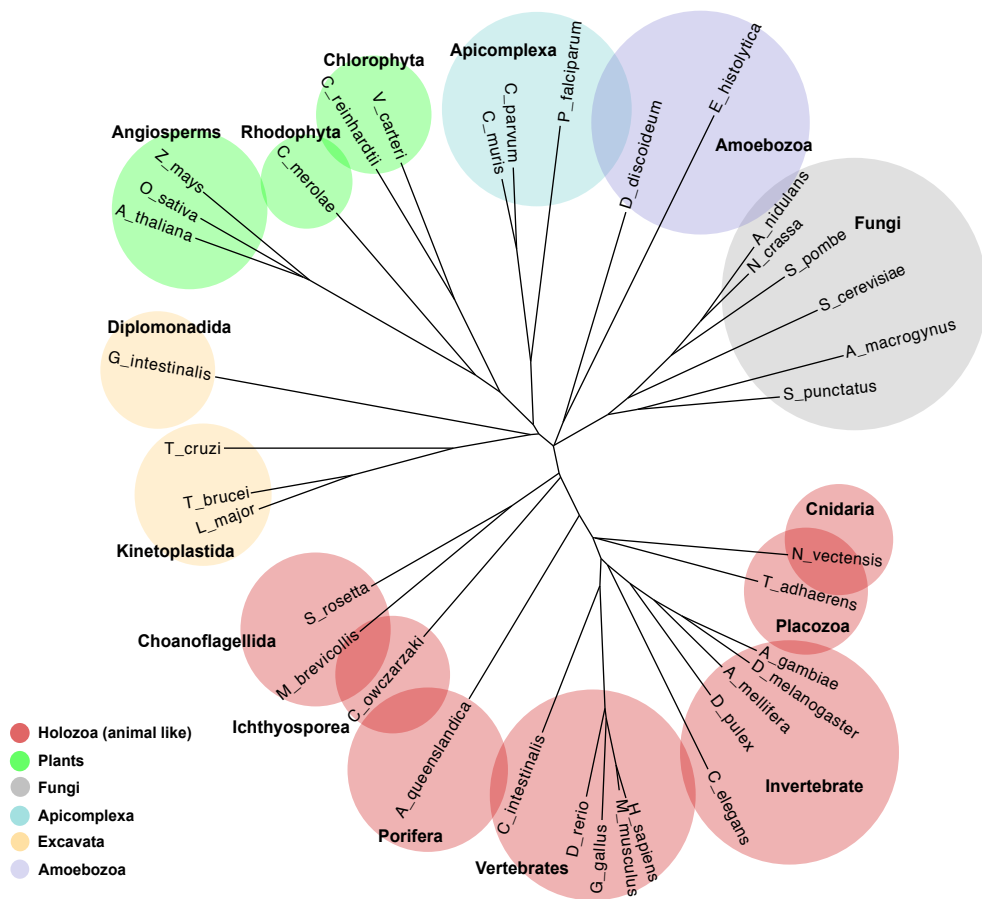 Chlorophyta
C_reinhardtii
V_carteri
Apicomplexa
C_parvum
C_muris
P_falciparum
E_histolytica
D_discoideum
Amoebozoa
Angiosperms
Z_mays
O_sativa
A_thaliana
Rhodophyta
C_merolae
Fungi
A_nidulans
N_crassa
S_pombe
S_cerevisiae
A_macrogynus
S_punctatus
Diplomonadida
G_intestinalis
T_cruzi
T_brucei
L_major
Kinetoplastida
Cnidaria
N_vectensis
T_adhaerens
Placozoa
S_rosetta
Choanoflagellida
M_brevicollis
C_owczarzaki
Ichthyosporea
A_queenslandica
Porifera
C_intestinalis
D_rerio
G_gallus
M_musculus
H_sapiens
Vertebrates
A_gambiae
D_melanogaster
A_mellifera
D_pulex
C_elegans
Invertebrate
Holozoa (animal like)
Plants
Fungi
Apicomplexa
Excavata
Amoebozoa